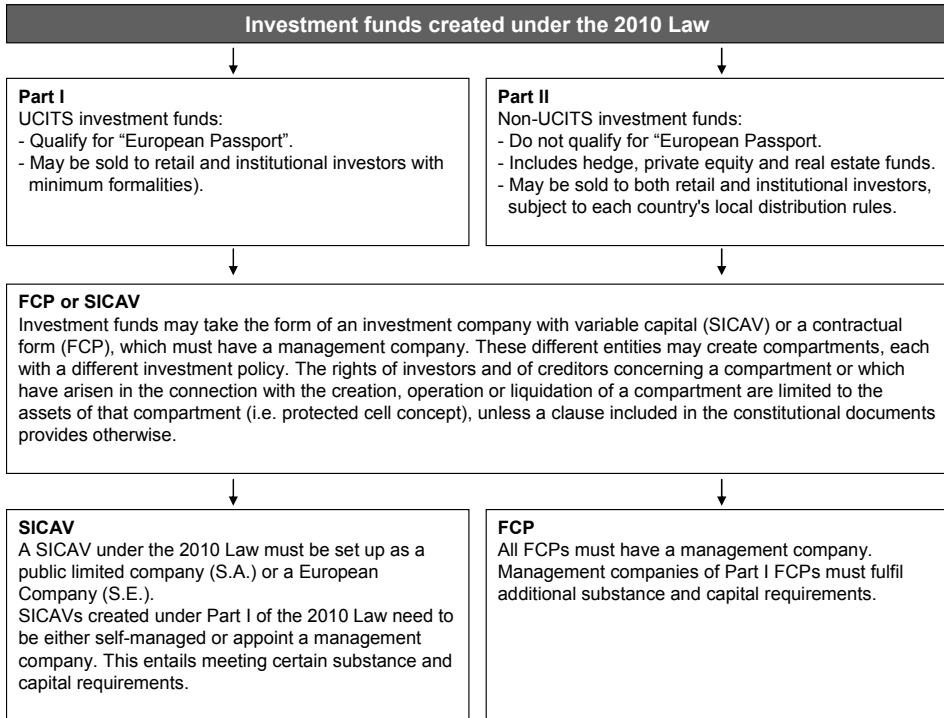 Investment funds created under the 2010 Law
Part I
UCITS investment funds:
- Qualify for “European Passport”.
- May be sold to retail and institutional investors with
minimum formalities).
Part II
Non-UCITS investment funds:
- Do not qualify for “European Passport.
- Includes hedge, private equity and real estate funds.
- May be sold to both retail and institutional investors,
subject to each country's local distribution rules.
FCP or SICAV
Investment funds may take the form of an investment company with variable capital (SICAV) or a contractual
form (FCP), which must have a management company. These different entities may create compartments, each
with a different investment policy. The rights of investors and of creditors concerning a compartment or which
have arisen in the connection with the creation, operation or liquidation of a compartment are limited to the
assets of that compartment (i.e. protected cell concept), unless a clause included in the constitutional documents
provides otherwise.
SICAV
A SICAV under the 2010 Law must be set up as a
public limited company (S.A.) or a European
Company (S.E.).
SICAVs created under Part I of the 2010 Law need to
be either self-managed or appoint a management
company. This entails meeting certain substance and
capital requirements.
FCP
All FCPs must have a management company.
Management companies of Part I FCPs must fulfil
additional substance and capital requirements.